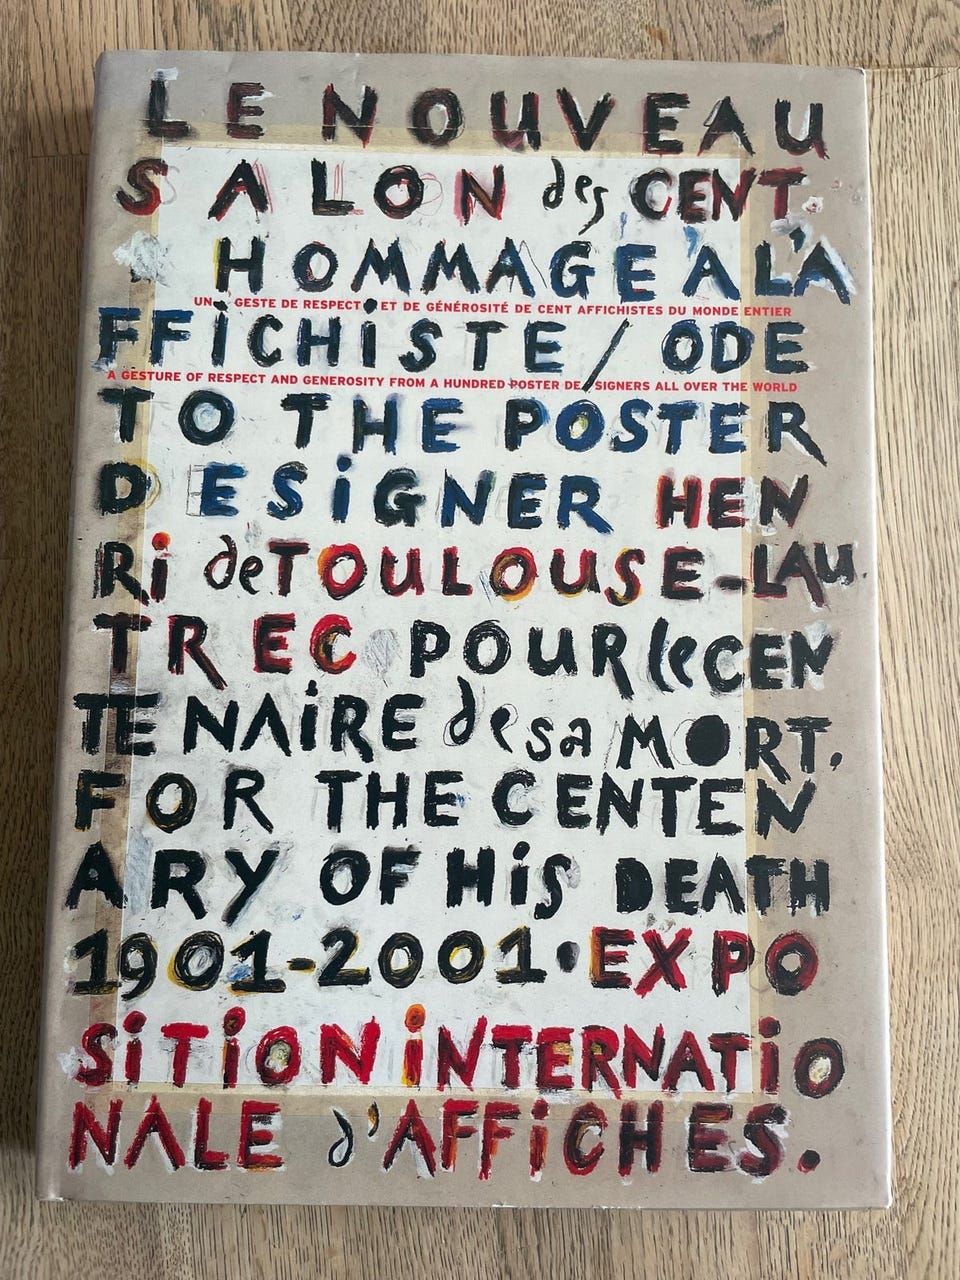 LE NOUVEAU
SALON des CENT.
HOMMAGE À L'A
UN GESTE DE RESPECT ET DE GÉNÉROSITÉ DE CENT AFFICHISTES DU MONDE ENTIER
FFiCHiSTE / ODE
A GESTURE OF RESPECT AND GENEROSITY FROM A HUNDRED POSTER DESIGNERS ALL OVER THE WORLD
TO THE POSTER
DESiGNER HEN
Ri de TOULOUSE-LAU
TREC POUR le CEN
TENAiRE de sa MORT.
FOR THE CENTEN
ARY OF HiS DEATH
1901-2001·EXPO
SiTiON iNTERNATiO
NALE d'AFFiCHES.